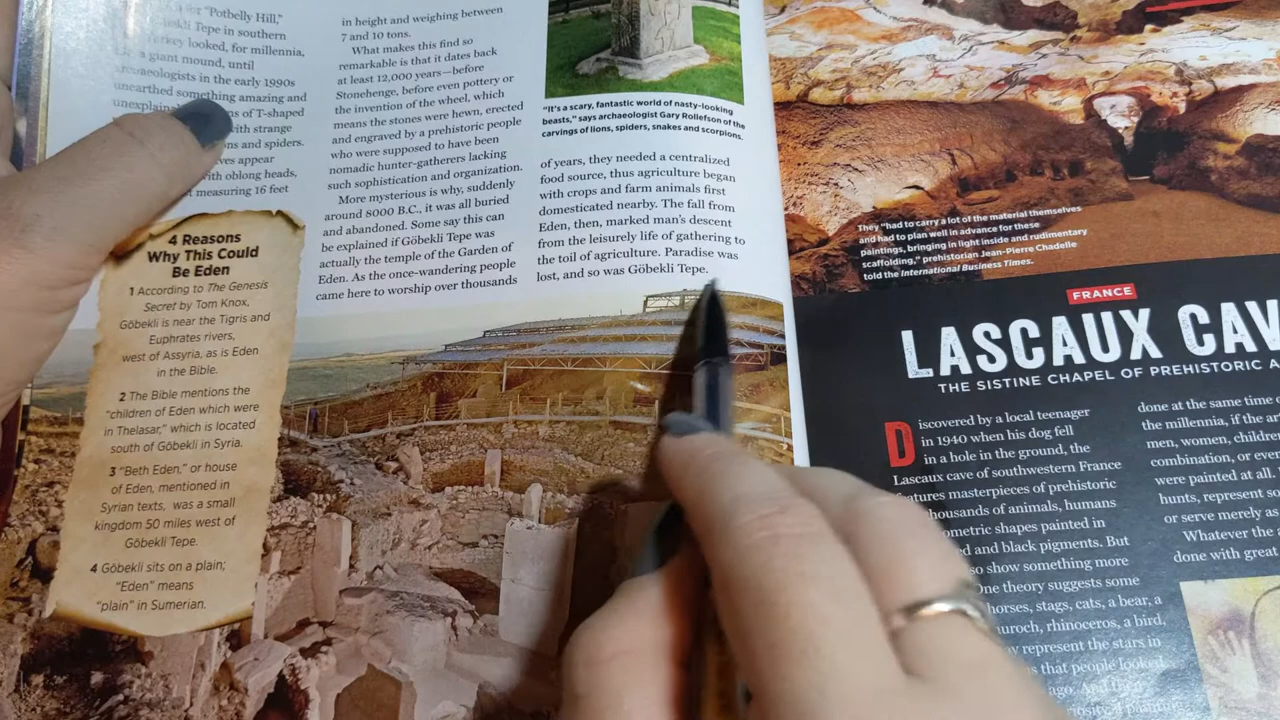 "Potbelly Hill,"
Tepe in southern
Turkey looked, for millennia,
a giant mound, until
archaeologists in the early 1990s
unearthed something amazing and
of T-shaped
with strange
and spiders.
appear
with oblong heads,
measuring 16 feet
in height and weighing between
7 and 10 tons.
What makes this find so
remarkable is that it dates back
at least 12,000 years—before
Stonehenge, before even pottery or
the invention of the wheel, which
means the stones were hewn, erected
and engraved by a prehistoric people
who were supposed to have been
nomadic hunter-gatherers lacking
such sophistication and organization.
More mysterious is why, suddenly
around 8000 B.C., it was all buried
and abandoned. Some say this can
be explained if Göbekli Tepe was
actually the temple of the Garden of
Eden. As the once-wandering people
came here to worship over thousands
"It's a scary, fantastic world of nasty-looking
beasts," says archaeologist Gary Rollefson of the
carvings of lions, spiders, snakes and scorpions.
of years, they needed a centralized
food source, thus agriculture began
with crops and farm animals first
domesticated nearby. The fall from
Eden, then, marked man's descent
from the leisurely life of gathering to
the toil of agriculture. Paradise was
lost, and so was Göbekli Tepe.
4 Reasons
Why This Could
Be Eden
1 According to The Genesis
Secret by Tom Knox,
Göbekli is near the Tigris and
Euphrates rivers,
west of Assyria, as is Eden
in the Bible.
2 The Bible mentions the
"children of Eden which were
in Thelasar," which is located
south of Göbekli in Syria.
3 "Beth Eden," or house
of Eden, mentioned in
Syrian texts, was a small
kingdom 50 miles west of
Göbekli Tepe.
4 Göbekli sits on a plain;
"Eden" means
"plain" in Sumerian.
They "had to carry a lot of the material themselves
and had to plan well in advance for these
paintings, bringing in light inside and rudimentary
scaffolding," prehistorian Jean-Pierre Chadelle
told the International Business Times.
FRANCE
LASCAUX CAV
THE SISTINE CHAPEL OF PREHISTORIC A
Discovered by a local teenager
in 1940 when his dog fell
in a hole in the ground, the
Lascaux cave of southwestern France
features masterpieces of prehistoric
thousands of animals, humans
ometric shapes painted in
and black pigments. But
so show something more
One theory suggests some
horses, stags, cats, a bear, a
auroch, rhinoceros, a bird,
represent the stars in
that people looked
ago. And
done at the same time
the millennia, if the
men, women, childre
combination, or eve
were painted at all.
hunts, represent so
or serve merely as
Whatever the
done with great